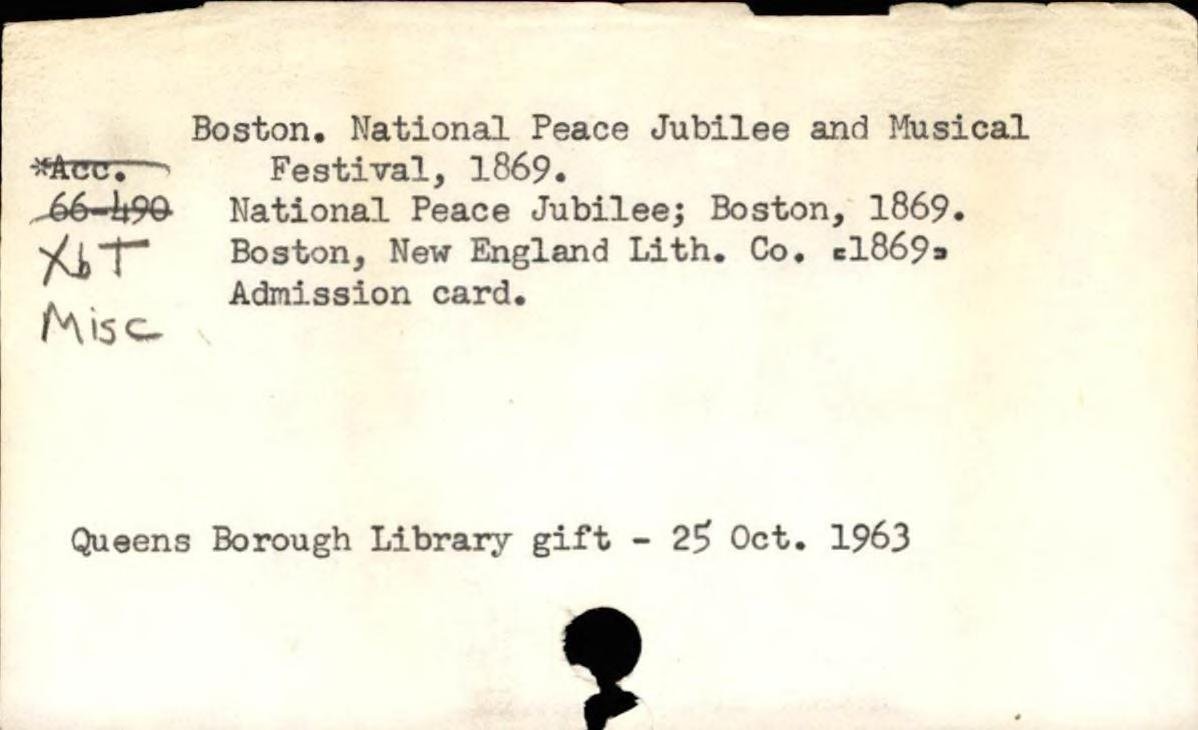 Boston. National Peace Jubilee and Musical
*Acc. Festival, 1869.
66-490 National Peace Jubilee; Boston, 1869.
XbT Boston, New England Lith. Co. [1869]
Admission card.
Misc
Queens Borough Library gift - 25 Oct. 1963